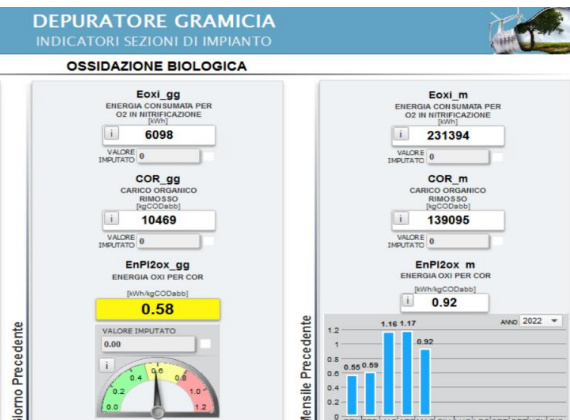 DEPURATORE GRAMICIA
INDICATORI SEZIONI DI IMPIANTO
OSSIDAZIONE BIOLOGICA
Eoxi_gg
ENERGIA CONSUMATA PER
O2 IN NITRIFICAZIONE
[kWh]
i 6098
VALORE
IMPUTATO 0
COR_gg
CARICO ORGANICO
RIMOSSO
[kgCODabb]
i 10469
VALORE
IMPUTATO 0
EnPI2ox_gg
ENERGIA OXI PER COR
[kWh/kgCODabb]
0.58
VALORE IMPUTATO
0.00
i
0.0 0.2 0.4 0.6 0.8 1.0 1.2
Giorno Precedente
Eoxi_m
ENERGIA CONSUMATA PER
O2 IN NITRIFICAZIONE
[kWh]
i 231394
VALORE
IMPUTATO 0
COR_m
CARICO ORGANICO
RIMOSSO
[kgCODabb]
i 139095
VALORE
IMPUTATO 0
EnPI2ox_m
ENERGIA OXI PER COR
[kWh/kgCODabb]
i 0.92
ANNO 2022
1.2
1
0.8
0.6
0.4
0.2
0
0.55 0.59 1.16 1.17 0.92
Mensile Precedente